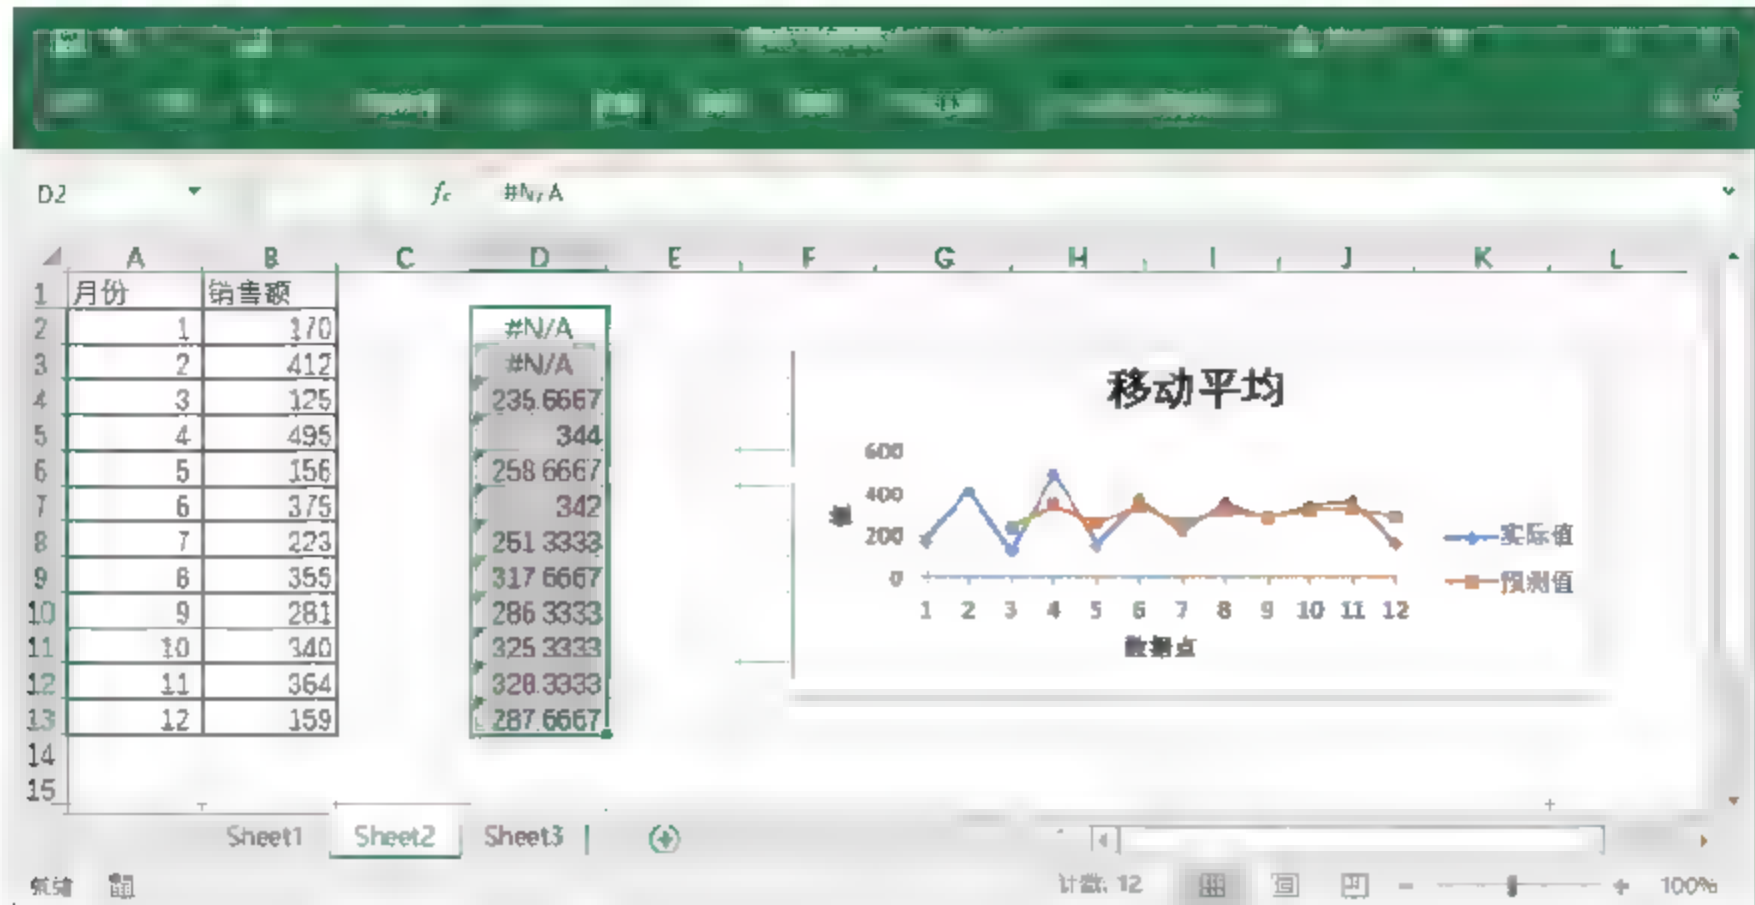 D2 #N/A
A B C D E F G H I J K L
1 月份 销售额
2 1 170 #N/A
3 2 412 #N/A
4 3 125 235.6667
5 4 495 344
6 5 156 258.6667
7 6 375 342
8 7 223 251.3333
9 8 355 317.6667
10 9 281 286.3333
11 10 340 325.3333
12 11 364 328.3333
13 12 159 287.6667
14
15
移动平均
600
400
200
0
1 2 3 4 5 6 7 8 9 10 11 12
数据点
实际值
预测值
Sheet1 Sheet2 Sheet3
就绪 计数: 12 100%